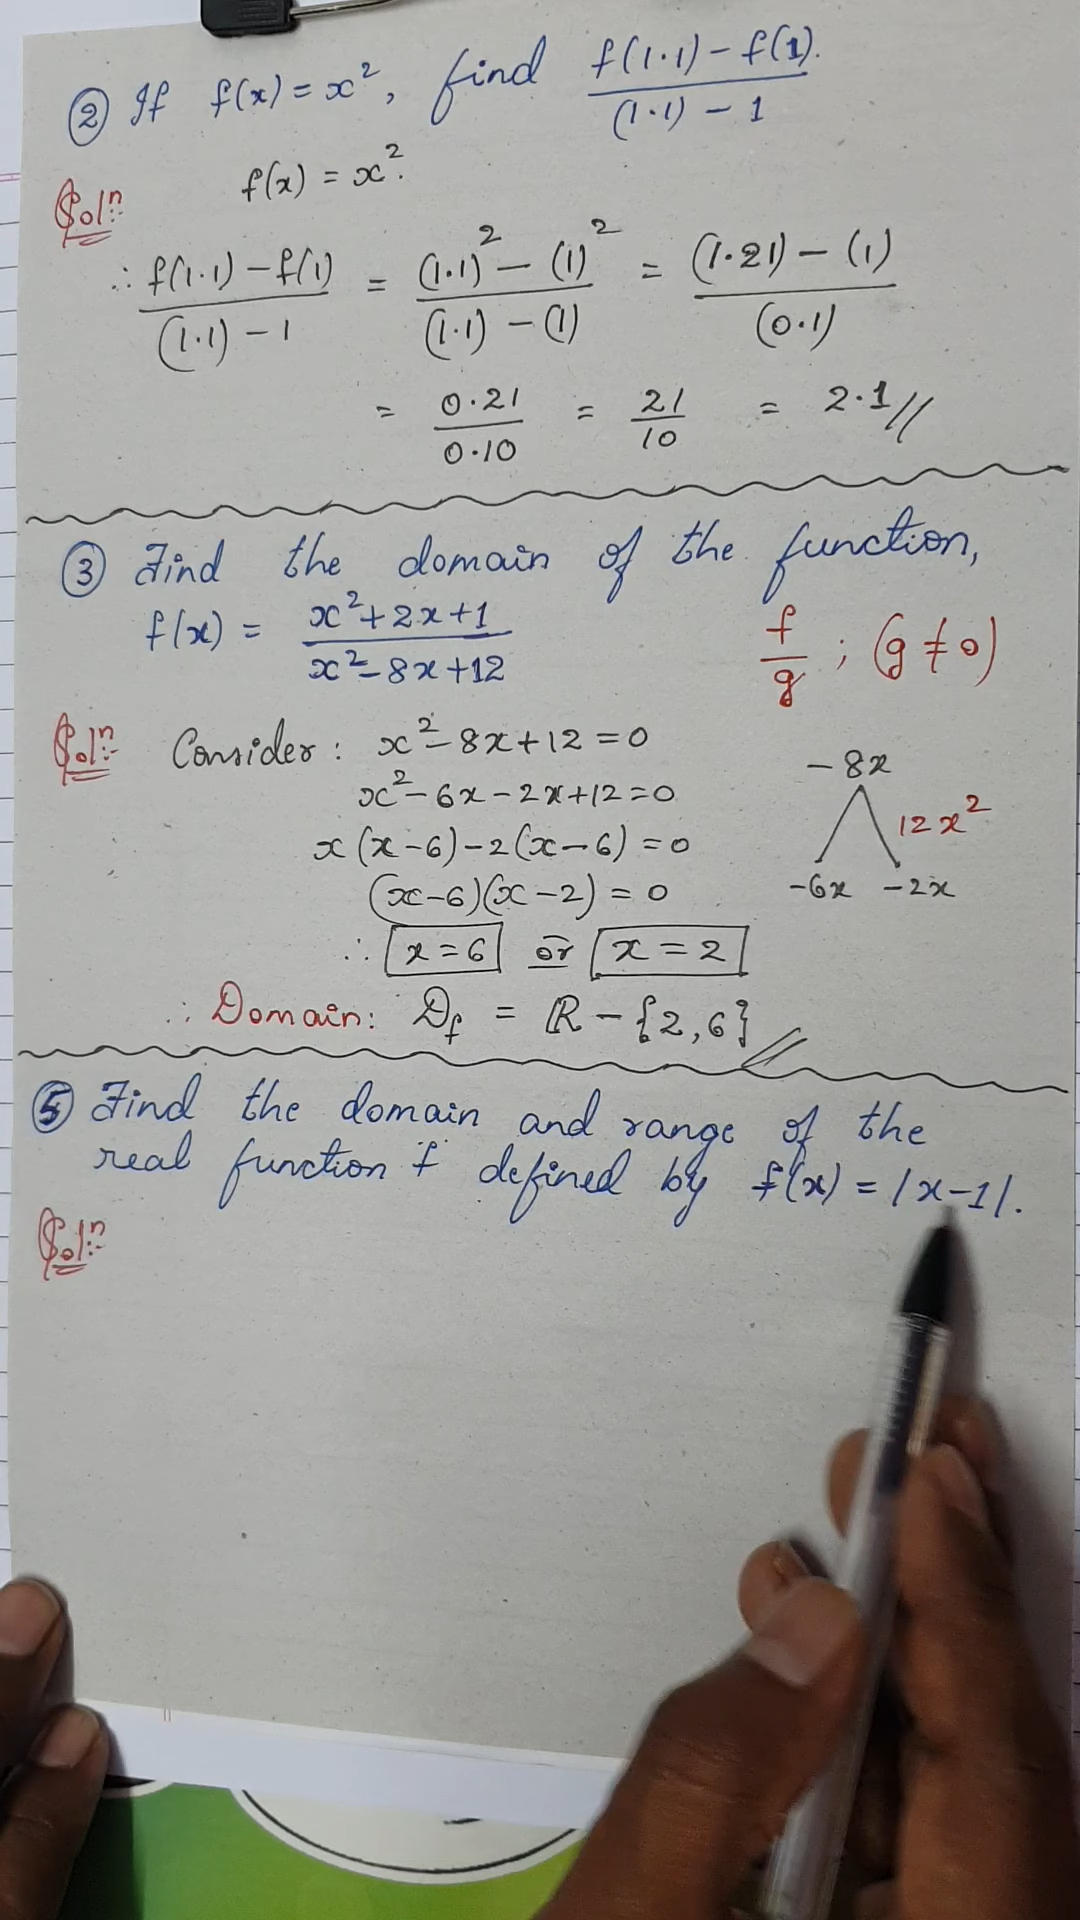 ② If f(x) = x², find f(1·1) – f(1). / (1·1) – 1
Solⁿ:- f(x) = x².
∴ f(1·1) – f(1) / (1·1) – 1 = (1·1)² – (1)² / (1·1) – (1) = (1·21) – (1) / (0·1)
= 0·21 / 0·10 = 21 / 10 = 2·1 //
③ Find the domain of the function,
f(x) = x² + 2x + 1 / x² – 8x + 12 f / g ; (g ≠ 0)
Solⁿ:- Consider: x² – 8x + 12 = 0
– 8x
x² – 6x – 2x + 12 = 0
12x²
x (x – 6) – 2 (x – 6) = 0
–6x –2x
(x – 6)(x – 2) = 0
∴ x = 6 or x = 2
∴ Domain: D_f = ℝ – {2, 6} //
⑤ Find the domain and range of the
real function f defined by f(x) = |x – 1|.
Solⁿ:-